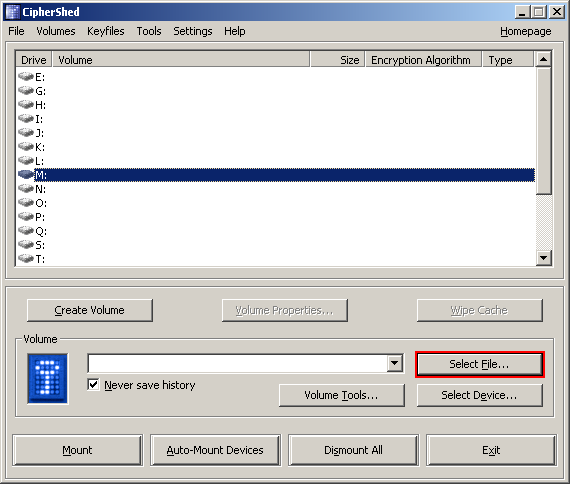 CipherShed
File Volumes Keyfiles Tools Settings Help Homepage
Drive Volume Size Encryption Algorithm Type
E:
G:
H:
I:
J:
K:
L:
M:
N:
O:
P:
Q:
S:
T:
Create Volume Volume Properties... Wipe Cache
Volume
Select File...
Never save history
Volume Tools... Select Device...
Mount Auto-Mount Devices Dismount All Exit